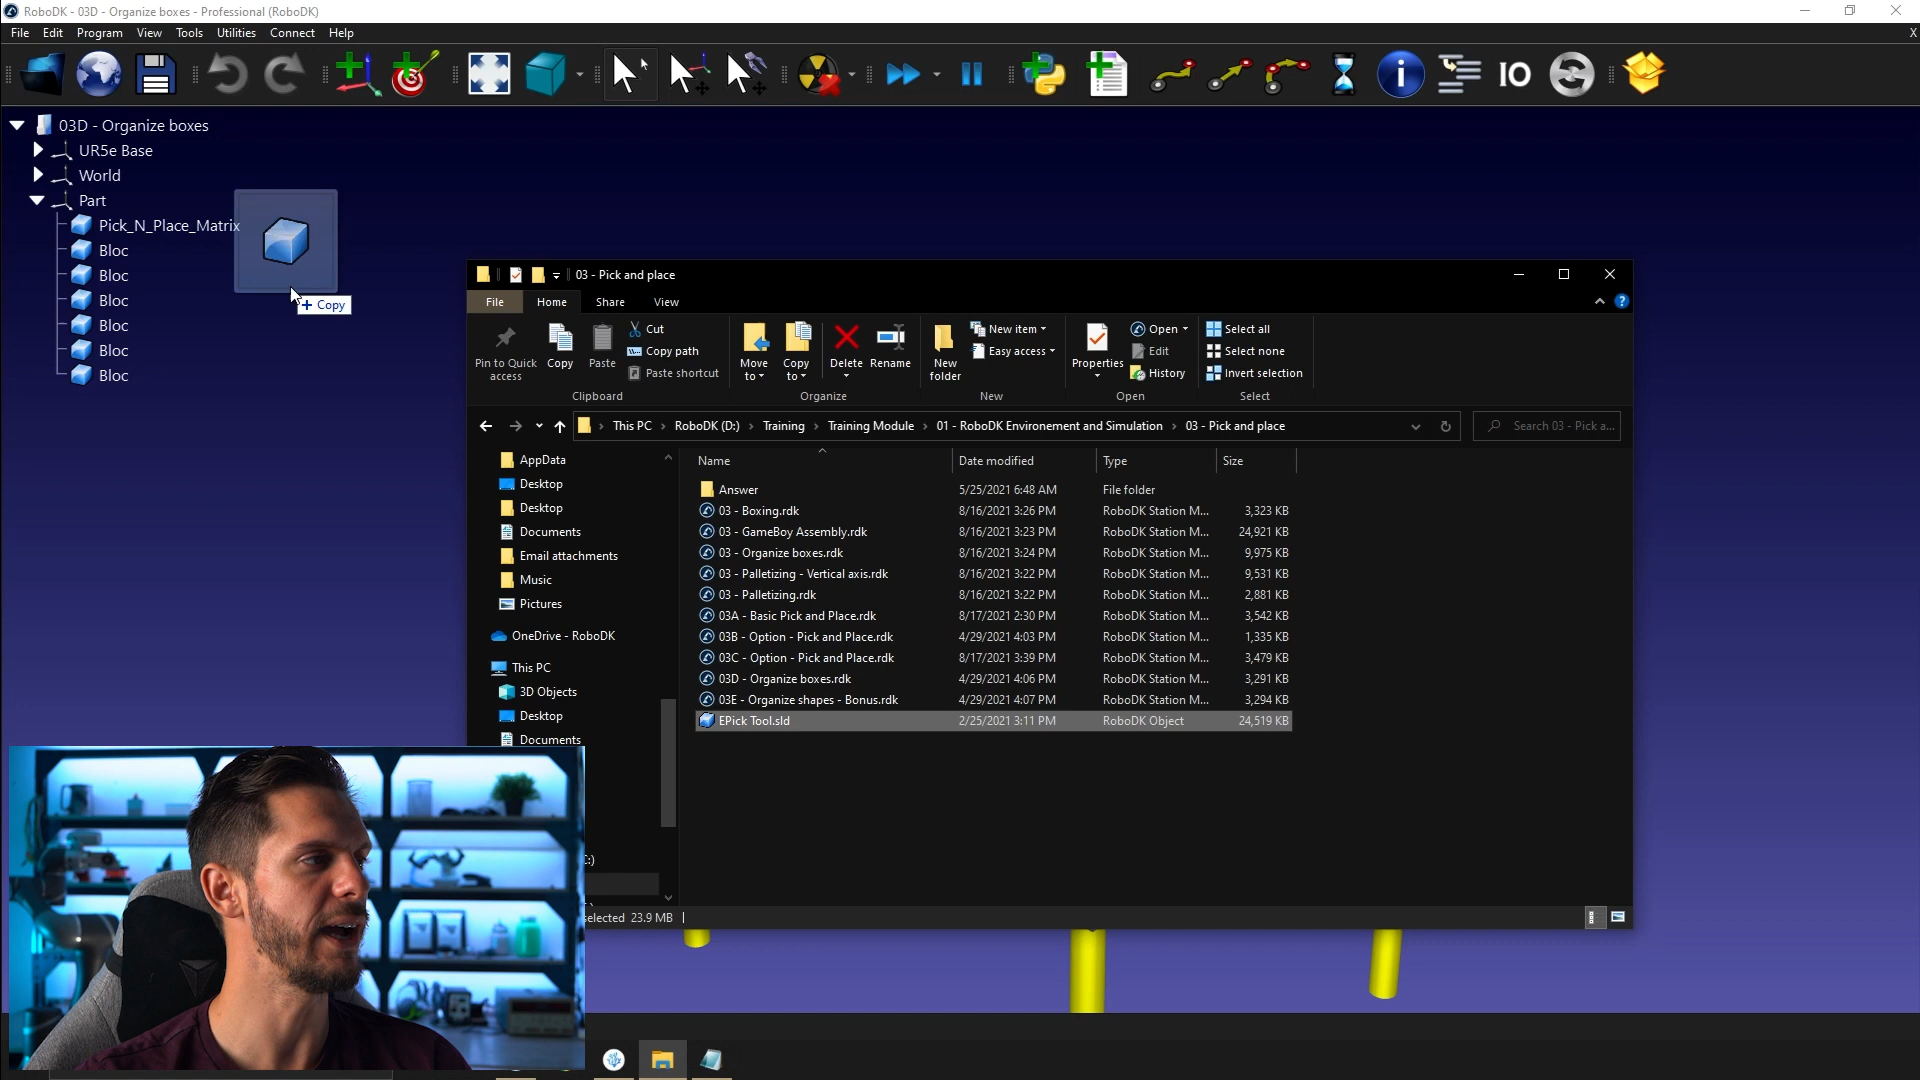 RoboDK - 03D - Organize boxes - Professional (RoboDK)
File Edit Program View Tools Utilities Connect Help
X
IO
03D - Organize boxes
UR5e Base
World
Part
Pick_N_Place_Matrix
Bloc
Bloc
Bloc
Bloc
Bloc
Bloc
+ Copy
03 - Pick and place
File Home Share View
Pin to Quick access
Copy
Paste
Cut
Copy path
Paste shortcut
Clipboard
Move to
Copy to
Delete
Rename
Organize
New folder
New item
Easy access
New
Properties
Open
Edit
History
Open
Select all
Select none
Invert selection
Select
This PC > RoboDK (D:) > Training > Training Module > 01 - RoboDK Environement and Simulation > 03 - Pick and place
Search 03 - Pick a...
AppData
Desktop
Desktop
Documents
Email attachments
Music
Pictures
OneDrive - RoboDK
This PC
3D Objects
Desktop
Documents
:)
Name Date modified Type Size
Answer 5/25/2021 6:48 AM File folder
03 - Boxing.rdk 8/16/2021 3:26 PM RoboDK Station M... 3,323 KB
03 - GameBoy Assembly.rdk 8/16/2021 3:23 PM RoboDK Station M... 24,921 KB
03 - Organize boxes.rdk 8/16/2021 3:24 PM RoboDK Station M... 9,975 KB
03 - Palletizing - Vertical axis.rdk 8/16/2021 3:22 PM RoboDK Station M... 9,531 KB
03 - Palletizing.rdk 8/16/2021 3:22 PM RoboDK Station M... 2,881 KB
03A - Basic Pick and Place.rdk 8/17/2021 2:30 PM RoboDK Station M... 3,542 KB
03B - Option - Pick and Place.rdk 4/29/2021 4:03 PM RoboDK Station M... 1,335 KB
03C - Option - Pick and Place.rdk 8/17/2021 3:39 PM RoboDK Station M... 3,479 KB
03D - Organize boxes.rdk 4/29/2021 4:06 PM RoboDK Station M... 3,291 KB
03E - Organize shapes - Bonus.rdk 4/29/2021 4:07 PM RoboDK Station M... 3,294 KB
EPick Tool.sld 2/25/2021 3:11 PM RoboDK Object 24,519 KB
selected 23.9 MB